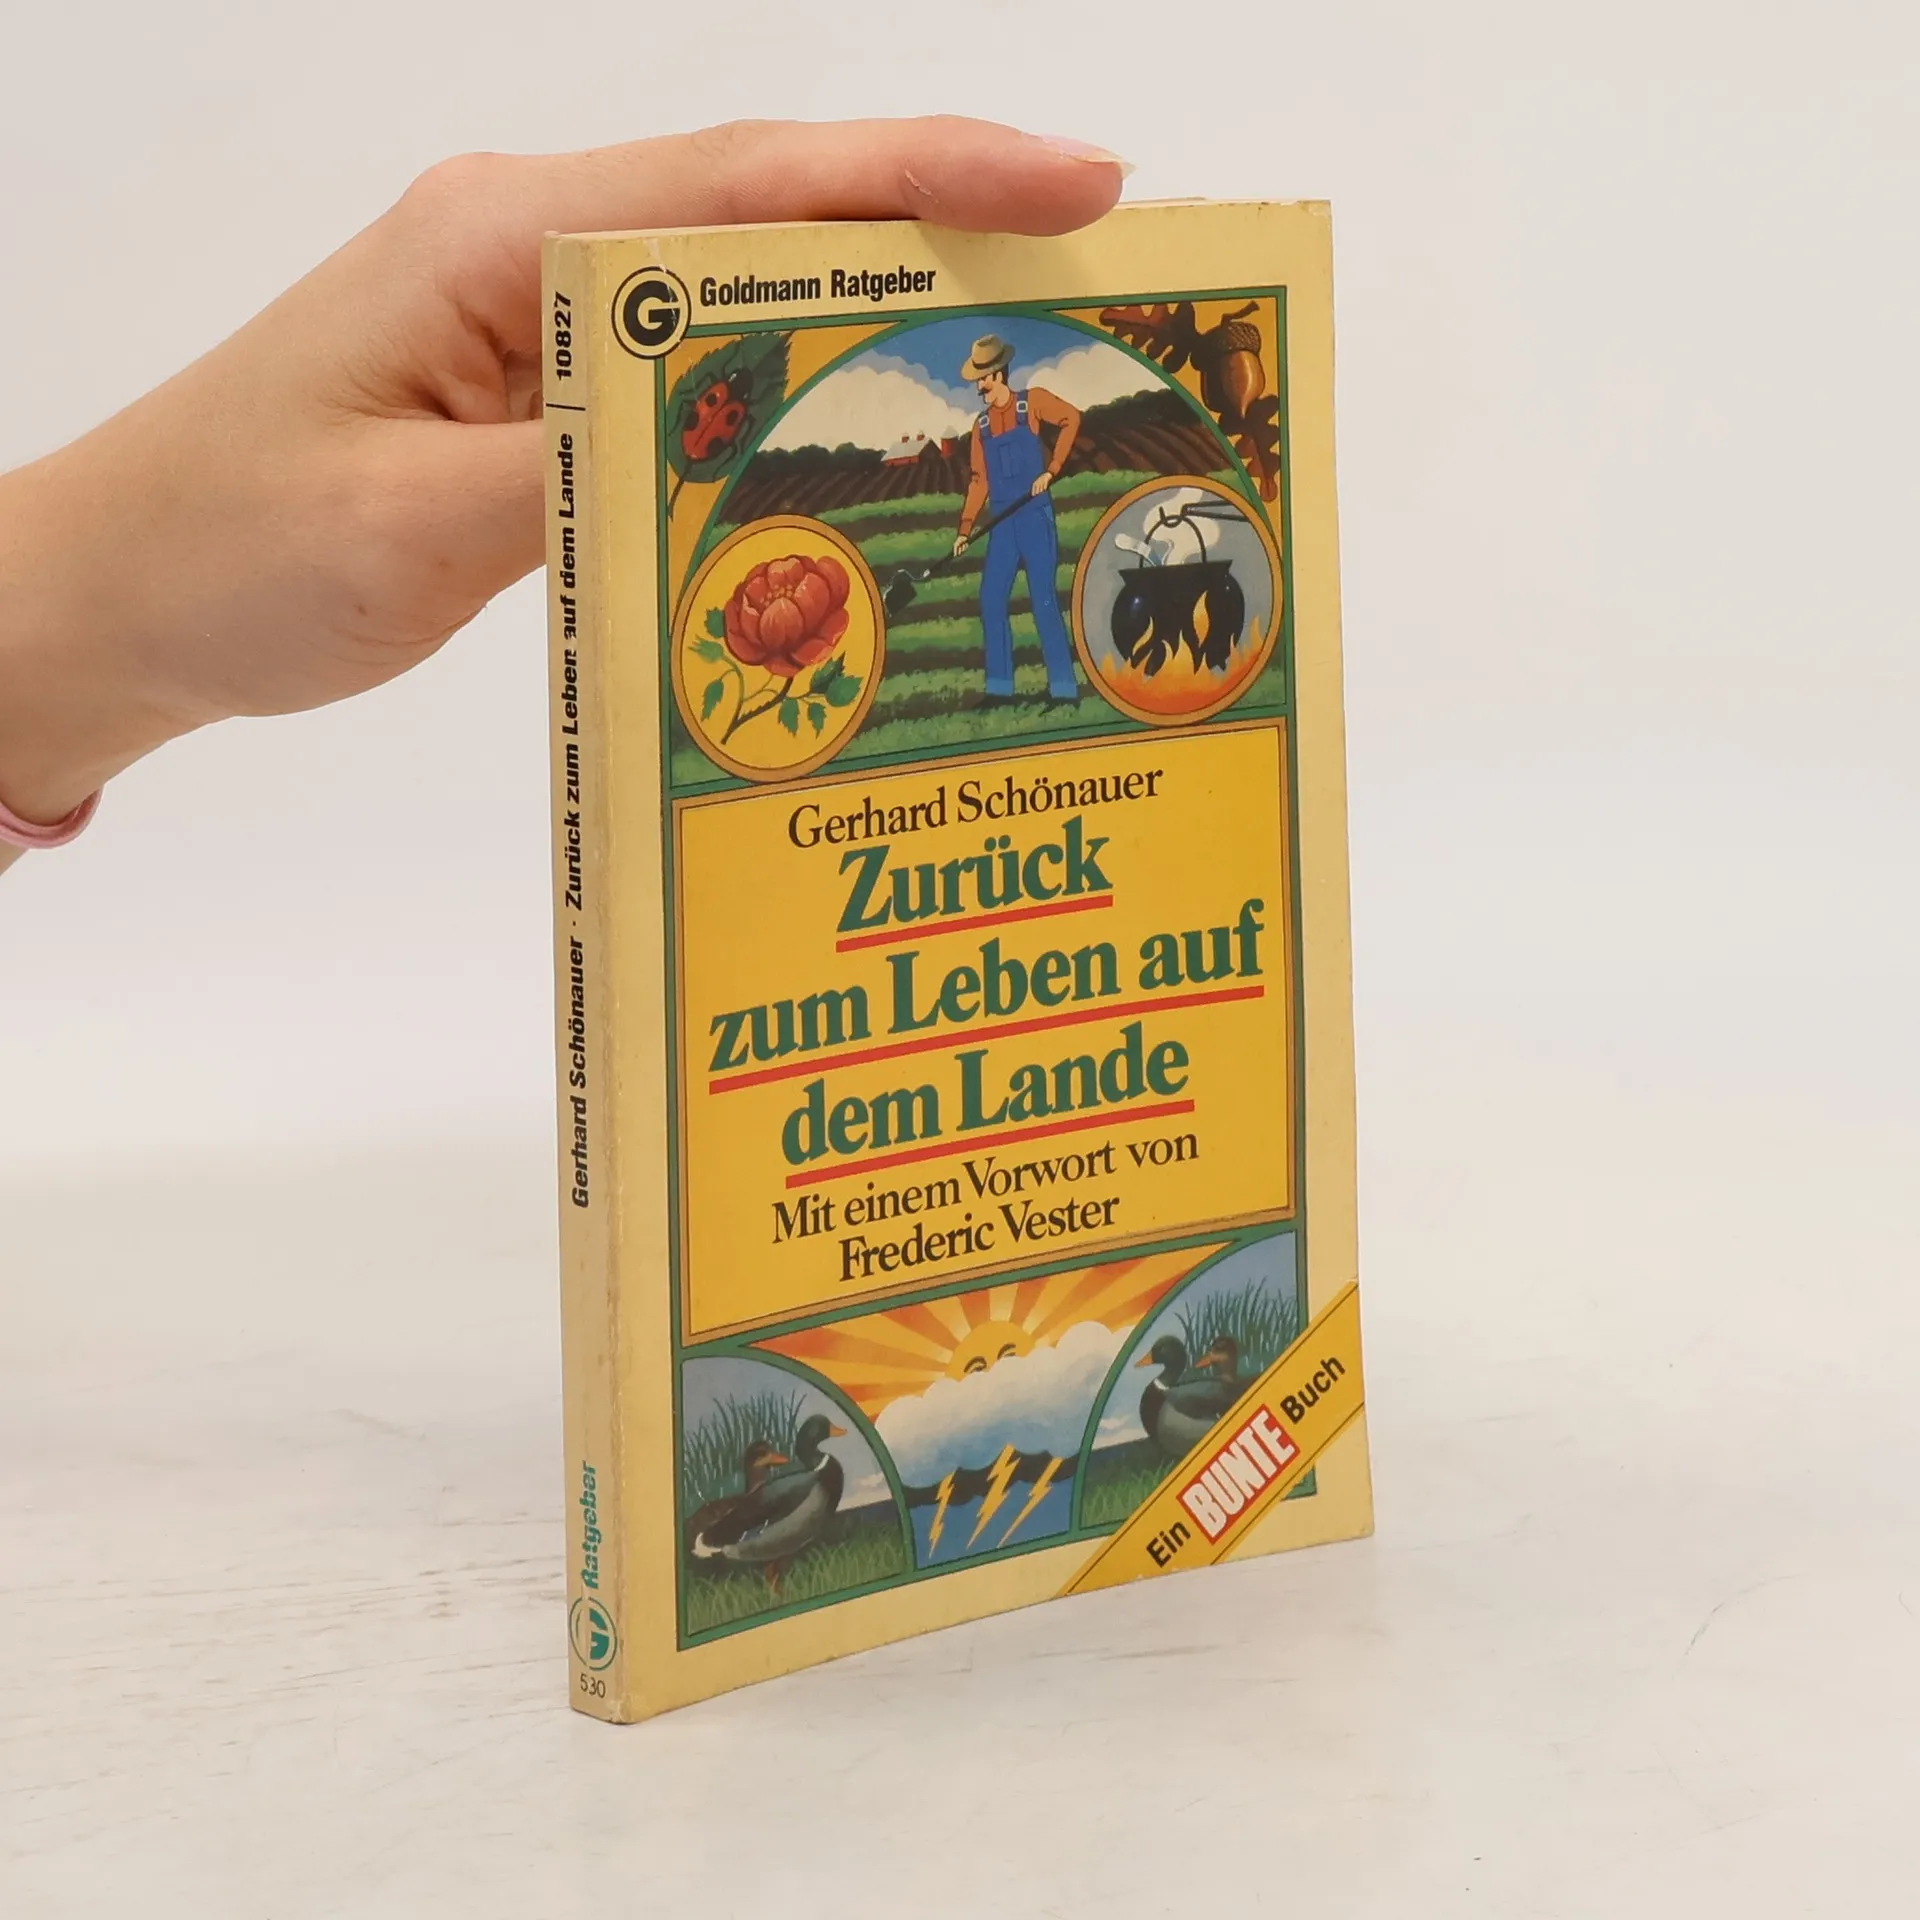 G Goldmann Ratgeber
Gerhard Schönauer
Zurück
zum Leben auf
dem Lande
Mit einem Vorwort von
Frederic Vester
Ein BUNTE Buch
Gerhard Schönauer · Zurück zum Leben auf dem Lande | 10827
G Ratgeber
530